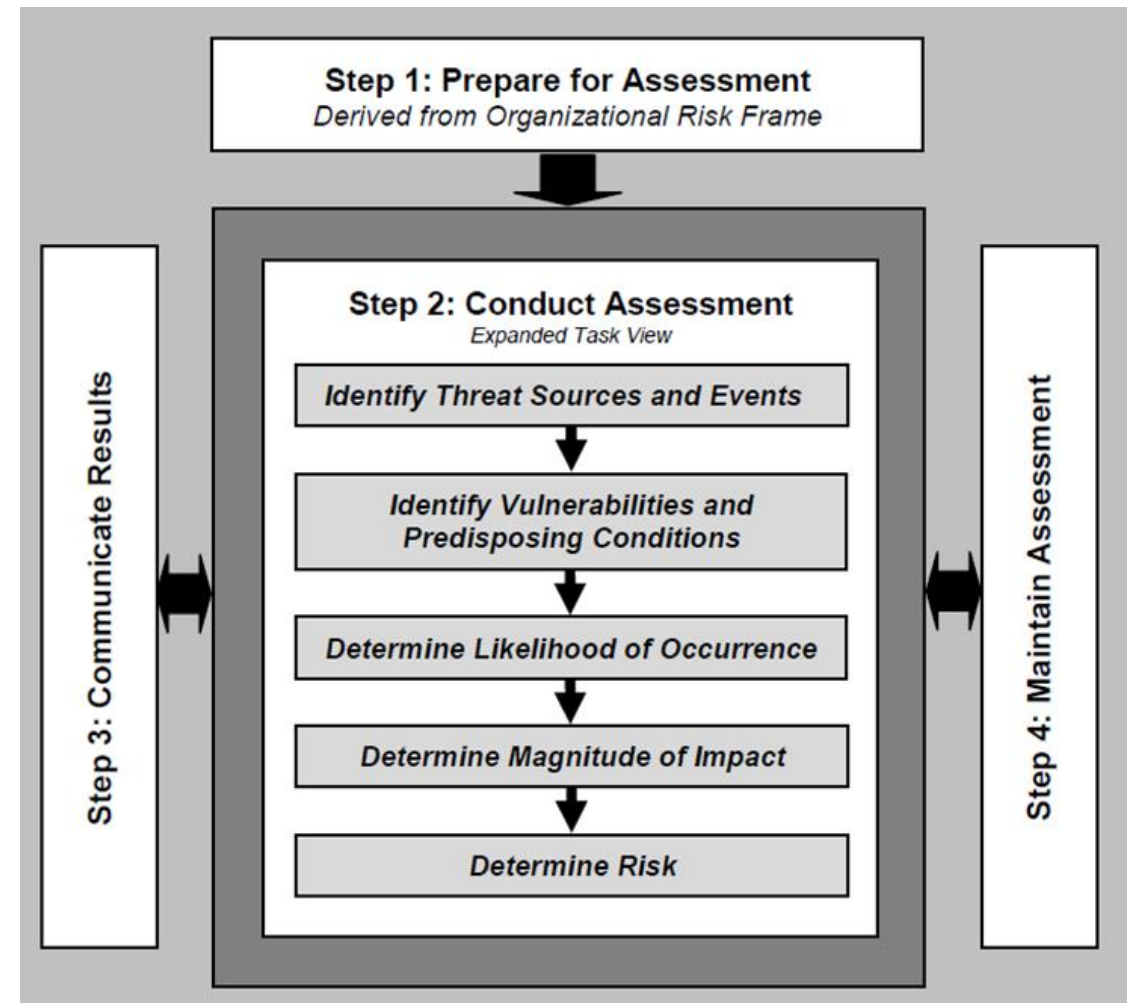 Step 1: Prepare for Assessment
Derived from Organizational Risk Frame
Step 2: Conduct Assessment
Expanded Task View
Identify Threat Sources and Events
Identify Vulnerabilities and
Predisposing Conditions
Determine Likelihood of Occurrence
Determine Magnitude of Impact
Determine Risk
Step 3: Communicate Results
Step 4: Maintain Assessment